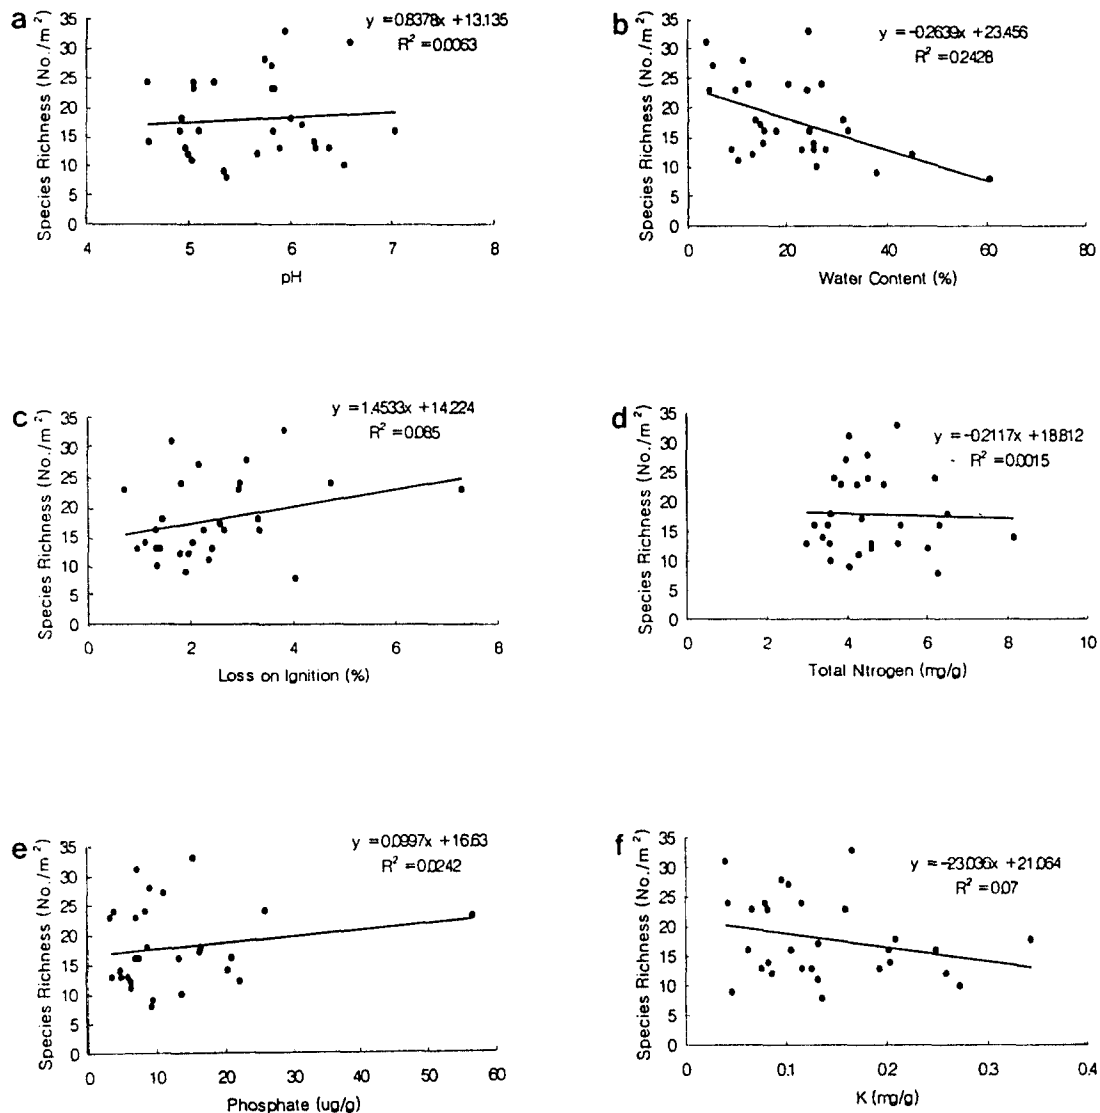 a
y = 0.8378x + 13.135
R² = 0.0063
Species Richness (No./m²)
35
30
25
20
15
10
5
0
4
5
6
7
8
pH
b
y = -0.2639x + 23.456
R² = 0.2428
Species Richness (No./m²)
35
30
25
20
15
10
5
0
0
20
40
60
80
Water Content (%)
c
y = 1.4533x + 14.224
R² = 0.085
Species Richness (No./m²)
35
30
25
20
15
10
5
0
0
2
4
6
8
Loss on Ignition (%)
d
y = -0.2117x + 18.812
R² = 0.0015
Species Richness (No./m²)
35
30
25
20
15
10
5
0
0
2
4
6
8
10
Total Nitrogen (mg/g)
e
y = 0.0997x + 16.63
R² = 0.0242
Species Richness (No./m²)
35
30
25
20
15
10
5
0
0
10
20
30
40
50
60
Phosphate (ug/g)
f
y = -23.036x + 21.064
R² = 0.07
Species Richness (No./m²)
35
30
25
20
15
10
5
0
0
0.1
0.2
0.3
0.4
K (mg/g)